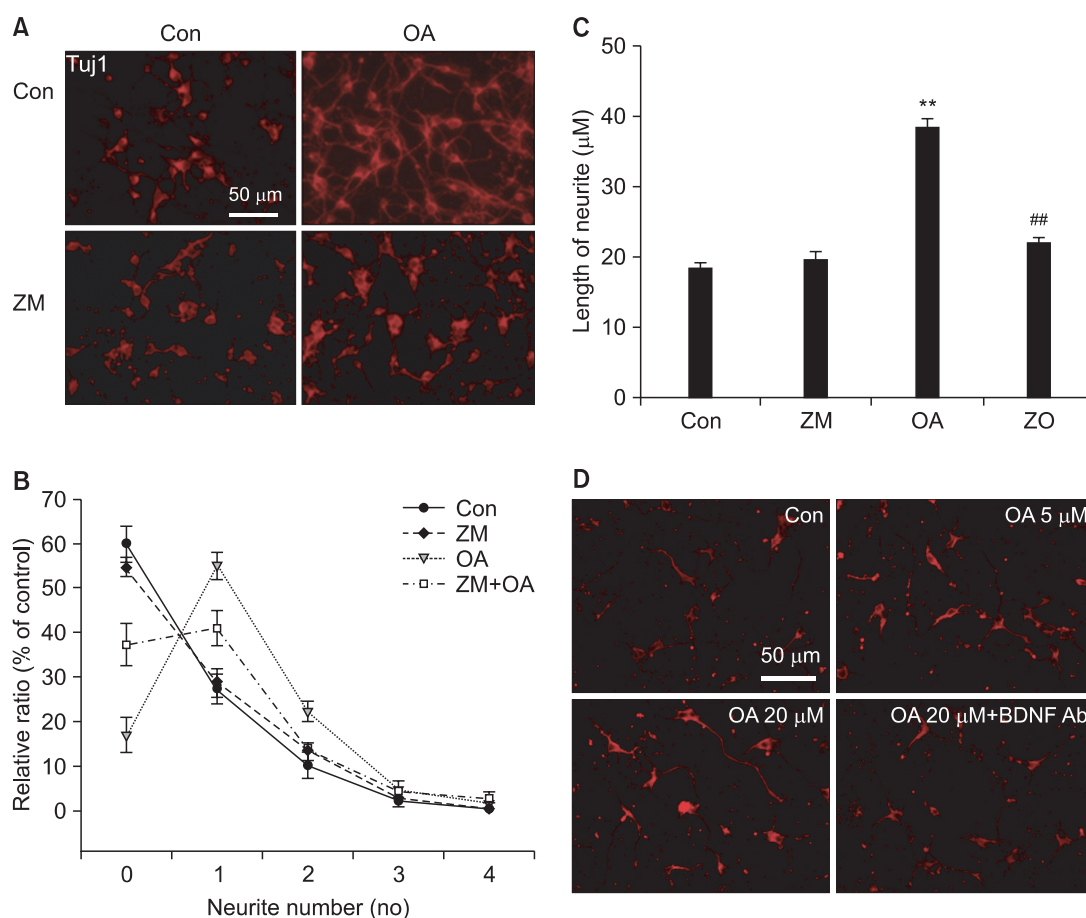 A
Con OA
Con
Tuj1
50 μm
ZM
B
70
60
50
40
30
20
10
0
Relative ratio (% of control)
Con
ZM
OA
ZM+OA
0 1 2 3 4
Neurite number (no)
C
50
40
30
20
10
0
Length of neurite (μM)
**
##
Con ZM OA ZO
D
Con
OA 5 μM
50 μm
OA 20 μM
OA 20 μM+BDNF Ab